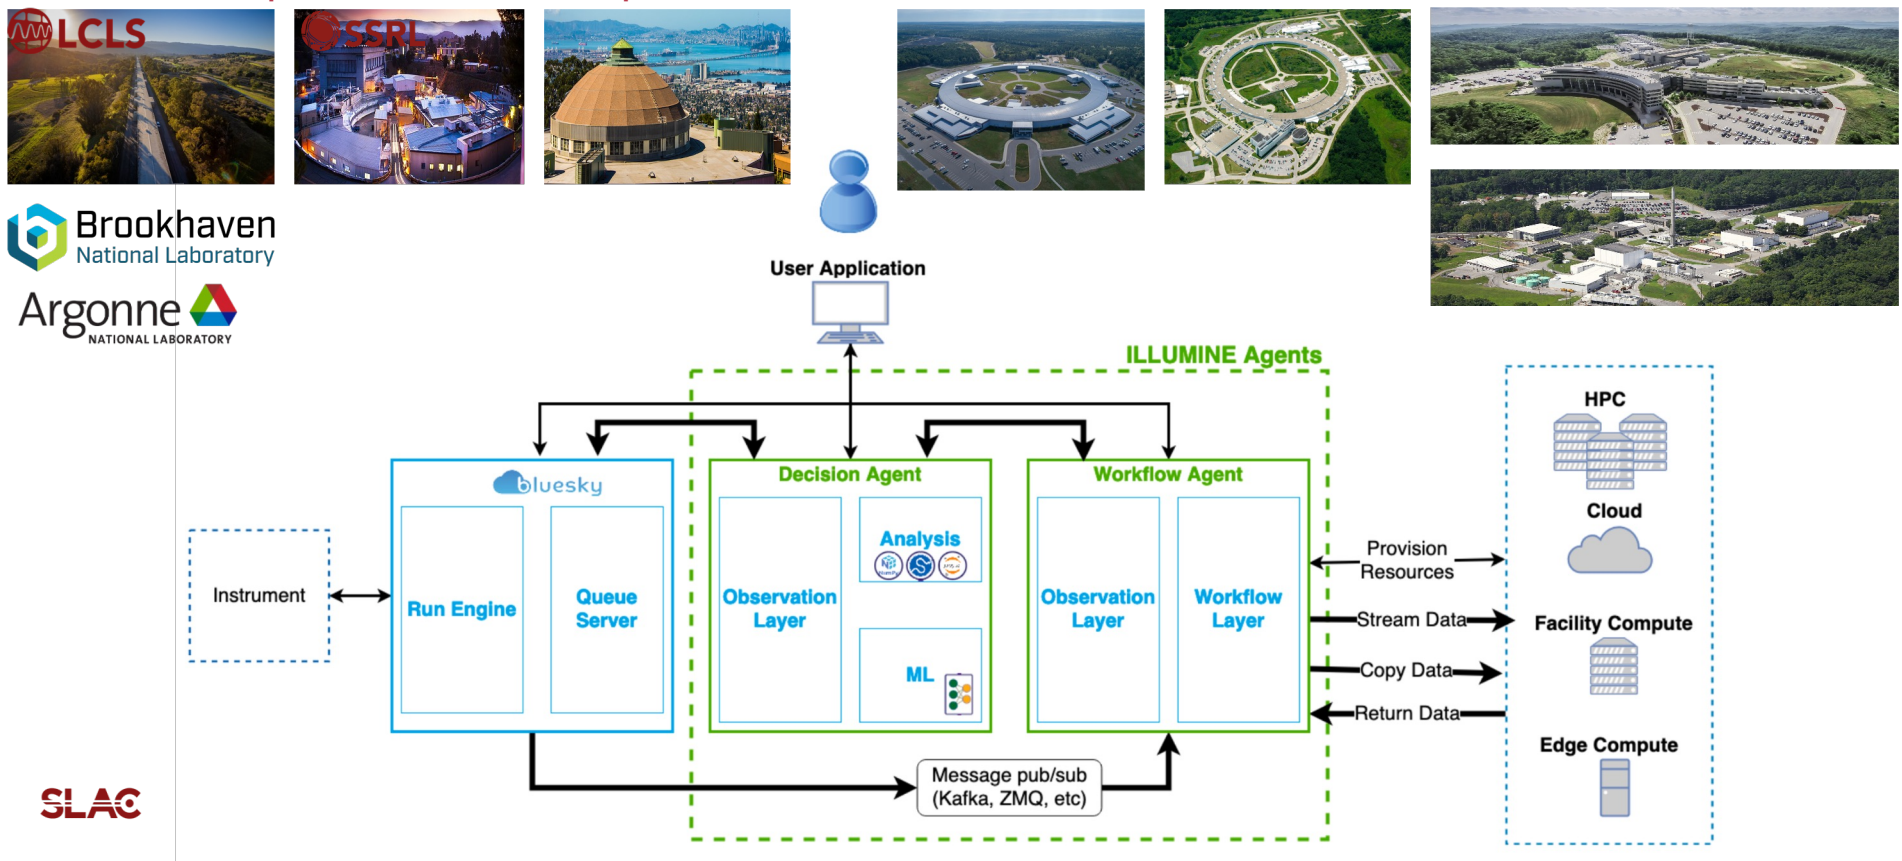 LCLS
SSRL
Brookhaven
National Laboratory
Argonne
NATIONAL LABORATORY
SLAC
User Application
ILLUMINE Agents
Instrument
bluesky
Run Engine
Queue
Server
Decision Agent
Observation
Layer
Analysis
NumPy
ML
Workflow Agent
Observation
Layer
Workflow
Layer
Message pub/sub
(Kafka, ZMQ, etc)
Provision
Resources
Stream Data
Copy Data
Return Data
HPC
Cloud
Facility Compute
Edge Compute